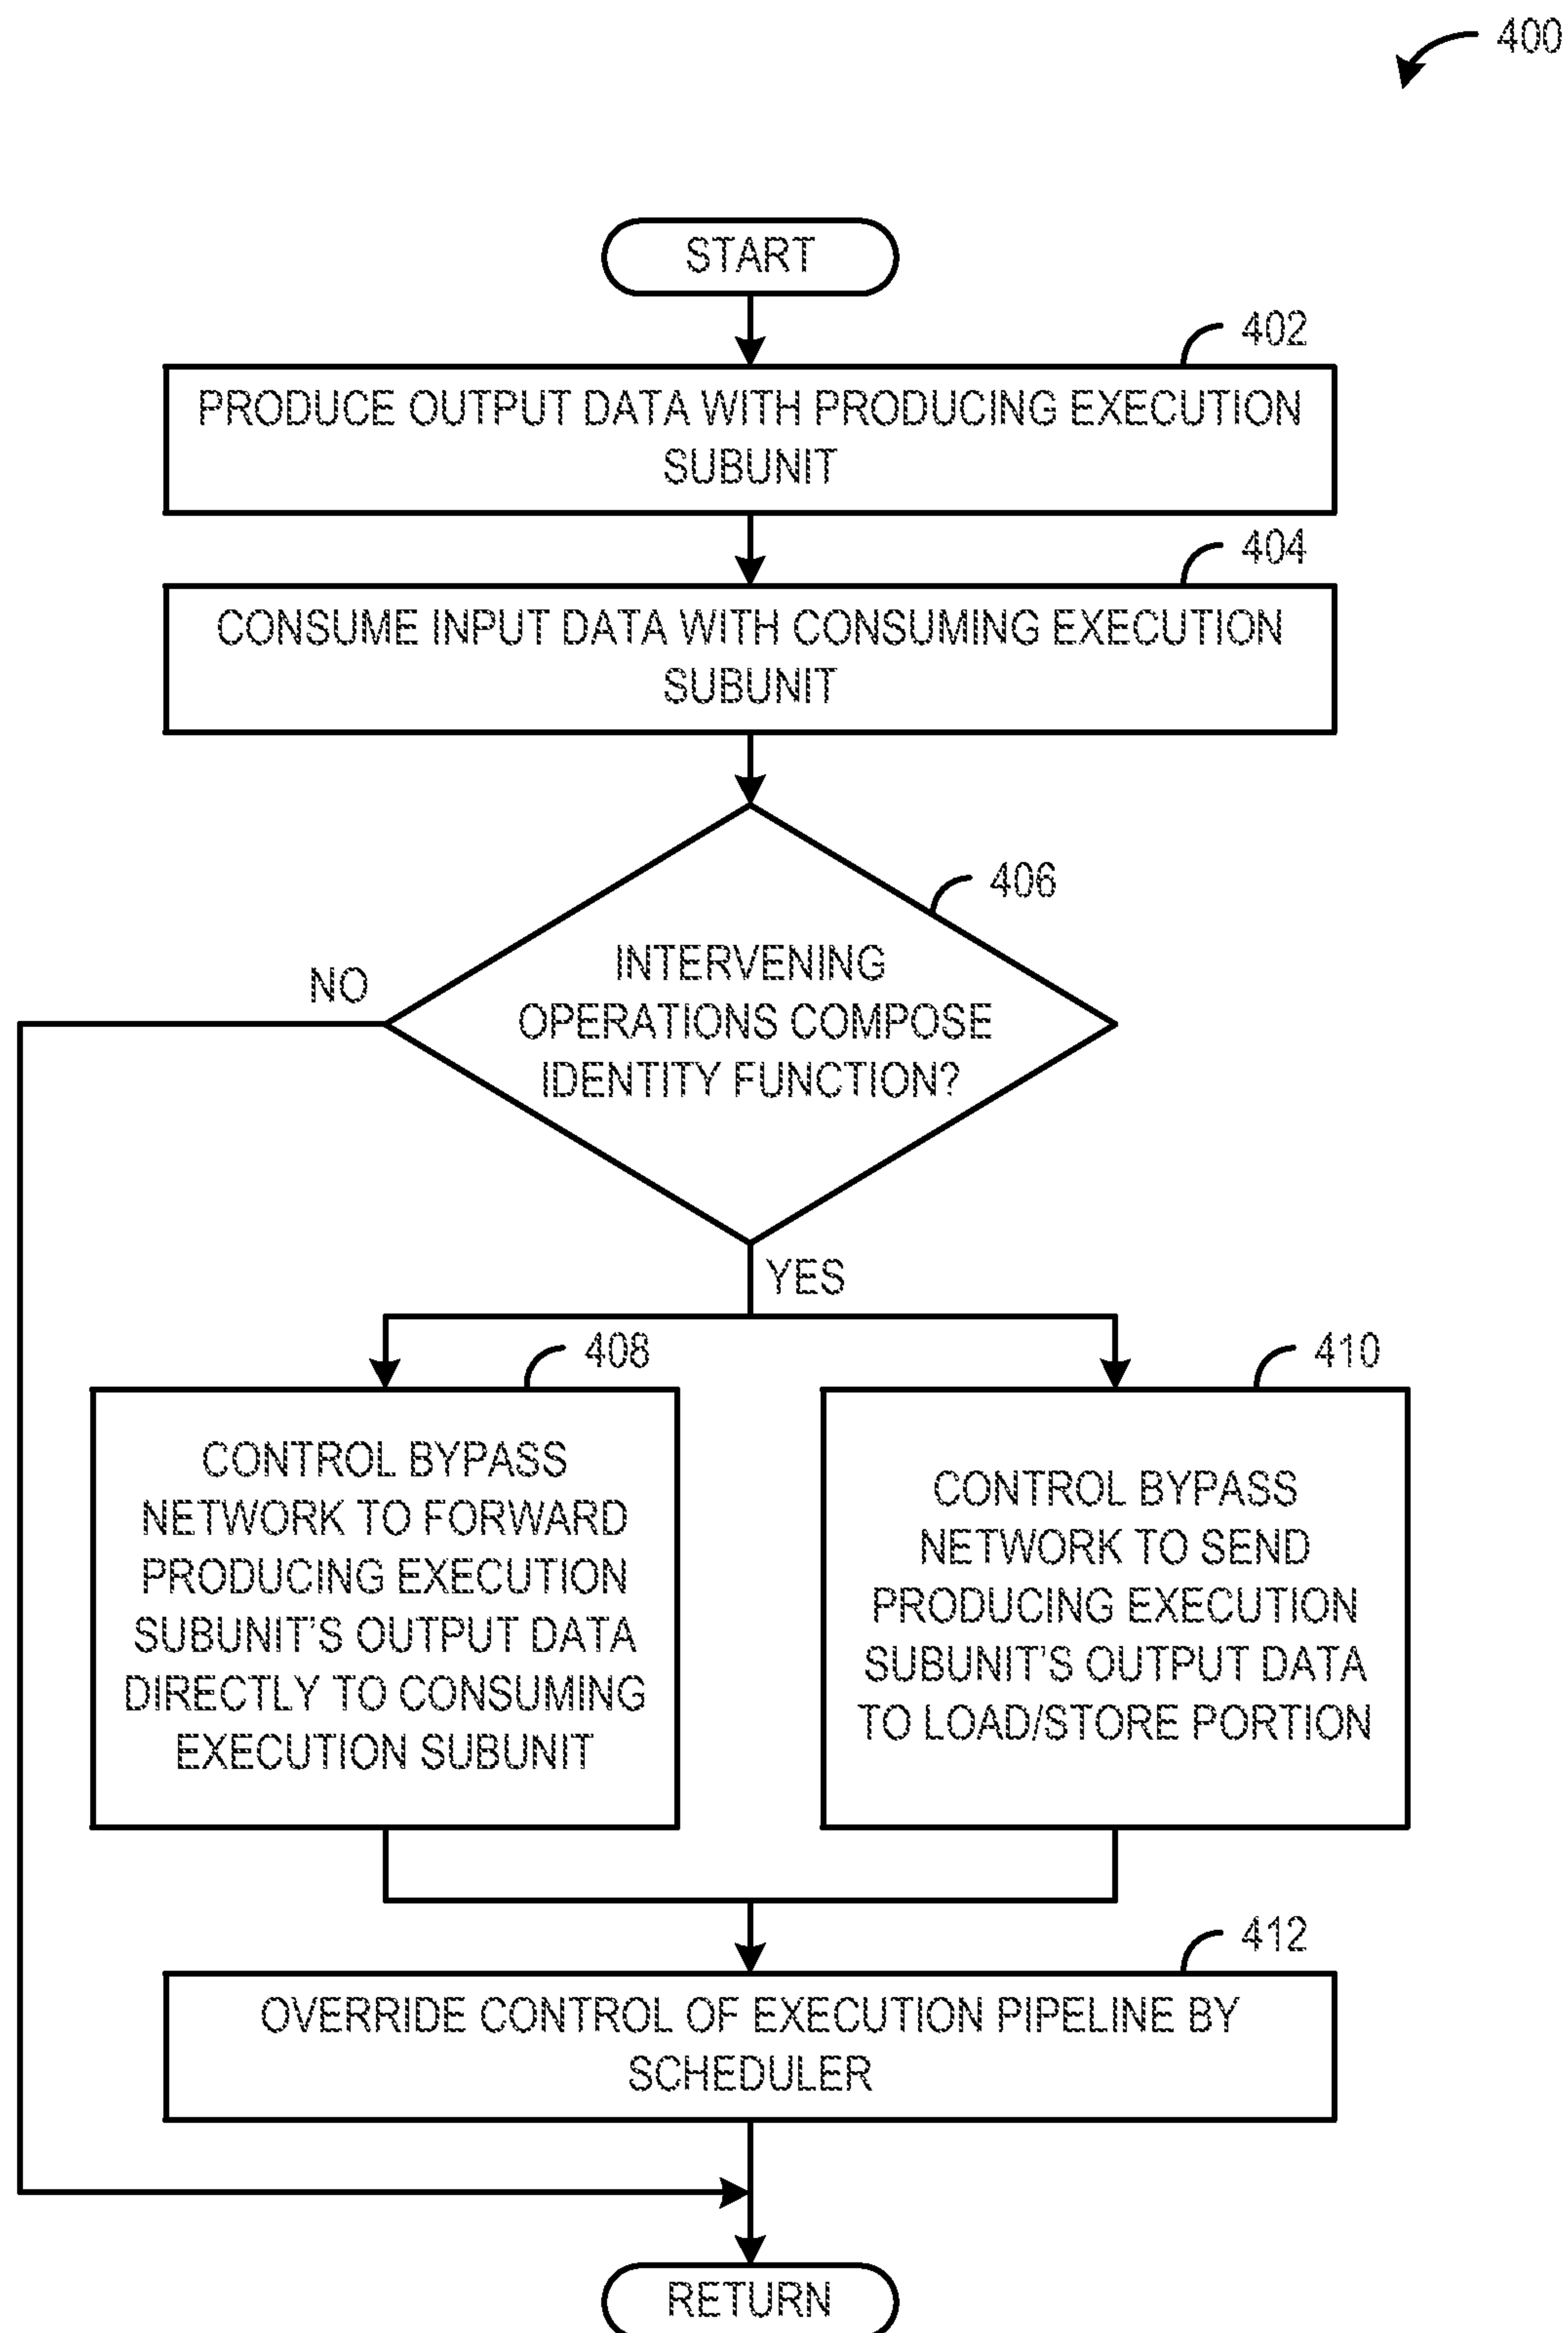 400
START
402
PRODUCE OUTPUT DATA WITH PRODUCING EXECUTION
SUBUNIT
404
CONSUME INPUT DATA WITH CONSUMING EXECUTION
SUBUNIT
406
INTERVENING
OPERATIONS COMPOSE
IDENTITY FUNCTION?
NO
YES
408
CONTROL BYPASS
NETWORK TO FORWARD
PRODUCING EXECUTION
SUBUNIT'S OUTPUT DATA
DIRECTLY TO CONSUMING
EXECUTION SUBUNIT
410
CONTROL BYPASS
NETWORK TO SEND
PRODUCING EXECUTION
SUBUNIT'S OUTPUT DATA
TO LOAD/STORE PORTION
412
OVERRIDE CONTROL OF EXECUTION PIPELINE BY
SCHEDULER
RETURN